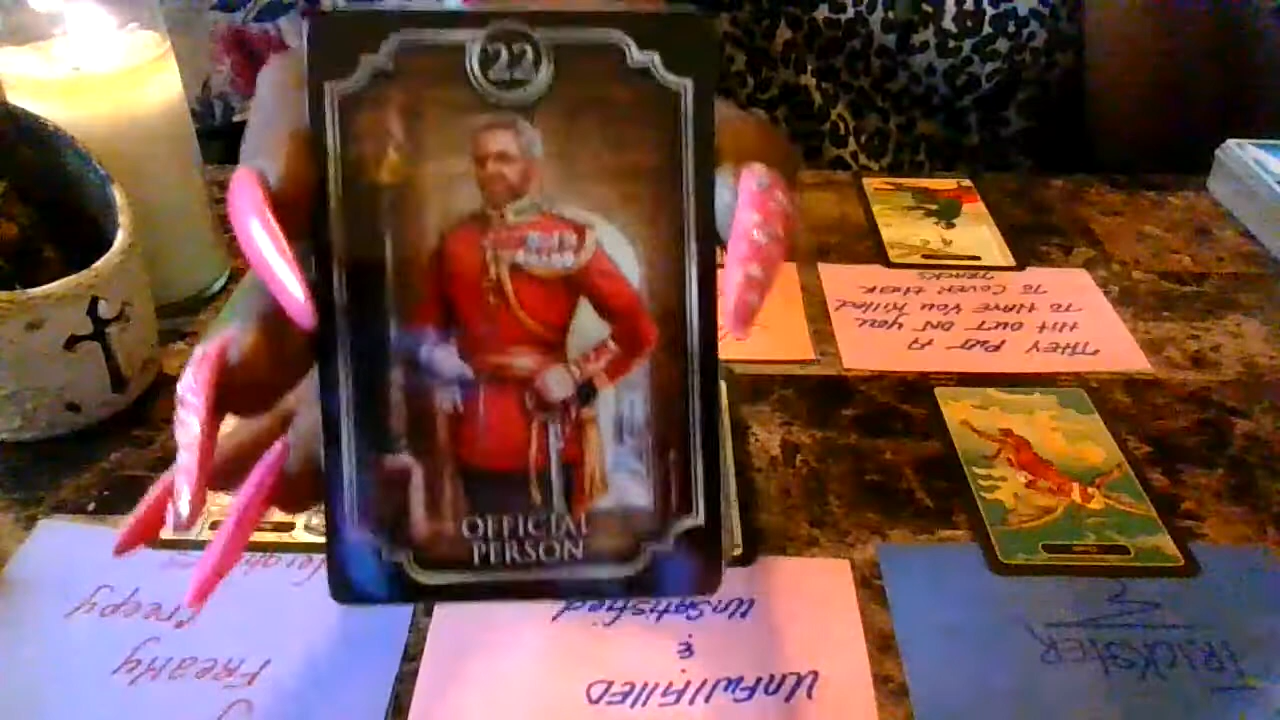 22
OFFICIAL
PERSON
THEY PUT A
HIT OUT ON YOU
TO HAVE YOU KILLED
TO COVER THEIR
TRACKS
Creepy
FREAKY
UNFULFILLED
&
UNSATISFIED
TRICKSTER